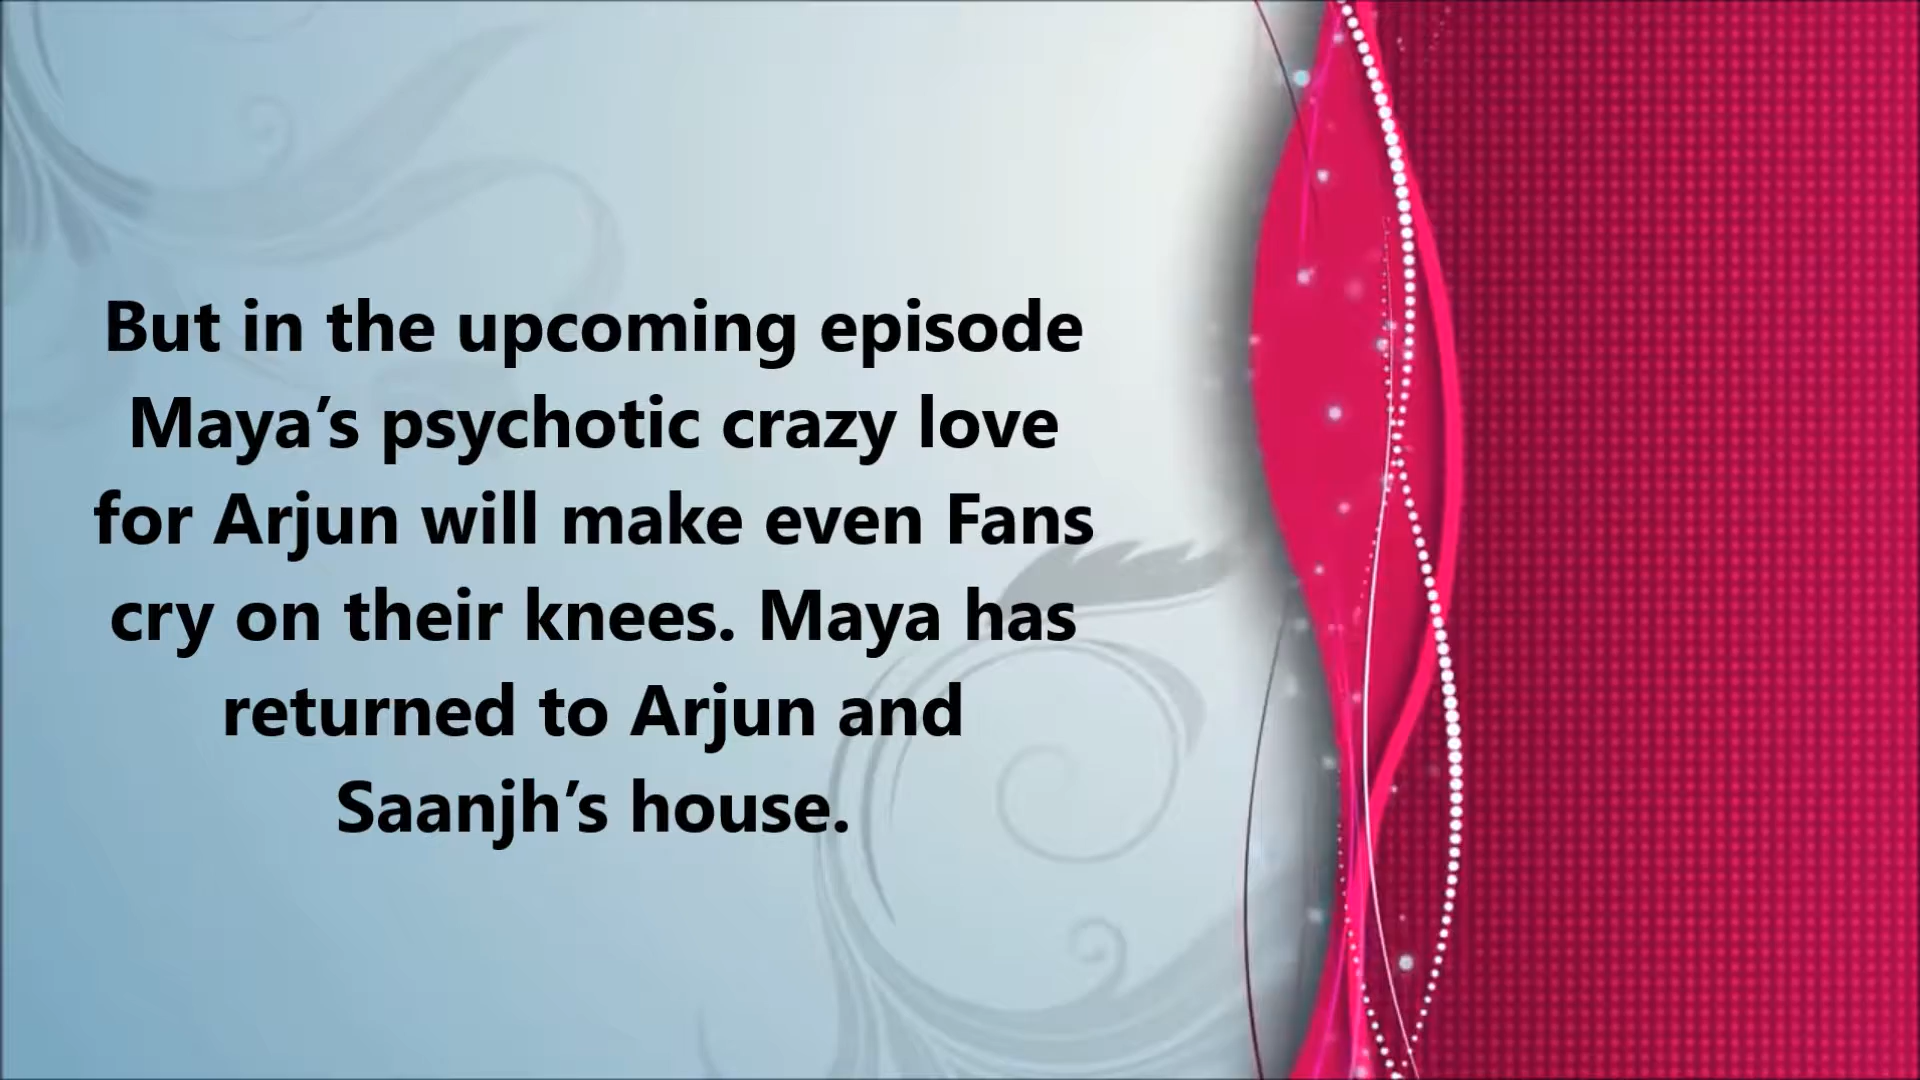 But in the upcoming episode
Maya’s psychotic crazy love
for Arjun will make even Fans
cry on their knees. Maya has
returned to Arjun and
Saanjh’s house.